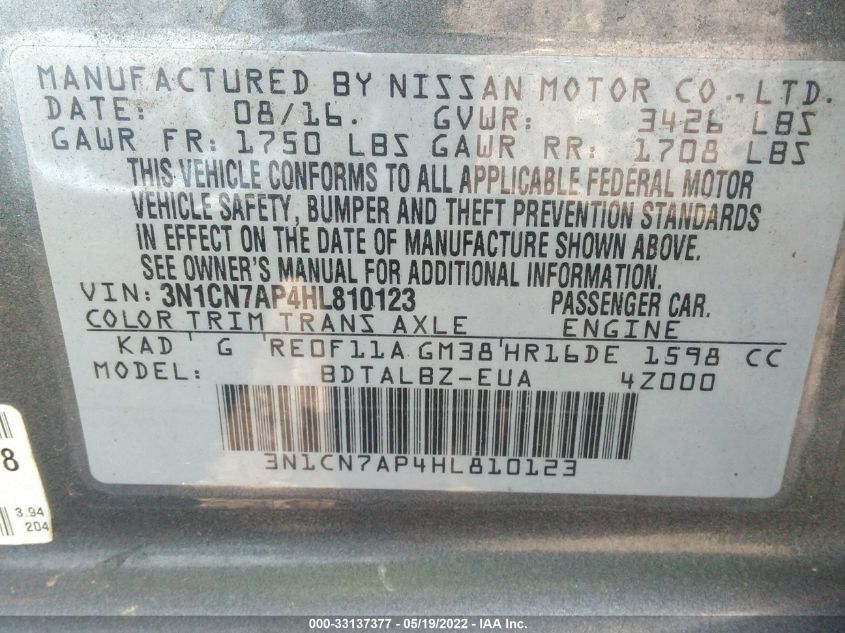 MANUFACTURED BY NISSAN MOTOR CO., LTD.
DATE: 08/16. GVWR: 3426 LBS
GAWR FR: 1750 LBS GAWR RR: 1708 LBS
THIS VEHICLE CONFORMS TO ALL APPLICABLE FEDERAL MOTOR
VEHICLE SAFETY, BUMPER AND THEFT PREVENTION STANDARDS
IN EFFECT ON THE DATE OF MANUFACTURE SHOWN ABOVE.
SEE OWNER'S MANUAL FOR ADDITIONAL INFORMATION.
VIN: 3N1CN7AP4HL810123 PASSENGER CAR.
COLOR TRIM TRANS AXLE ENGINE
KAD ' G ' RE0F11A GM38 ' HR16DE 1598 CC
MODEL: BDTALBZ-EUA 4Z000
3N1CN7AP4HL810123
8
3.94
204
000-33137377 - 05/19/2022 - IAA Inc.